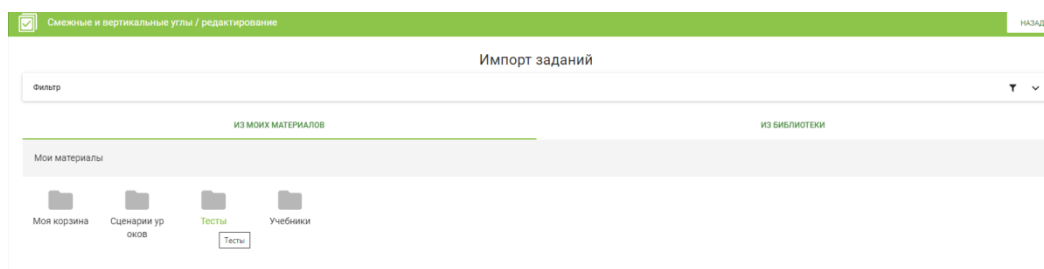 Смежные и вертикальные углы / редактирование
НАЗАД
Импорт заданий
Фильтр
ИЗ МОИХ МАТЕРИАЛОВ
ИЗ БИБЛИОТЕКИ
Мои материалы
Моя корзина
Сценарии ур
оков
Тесты
Учебники
Тесты